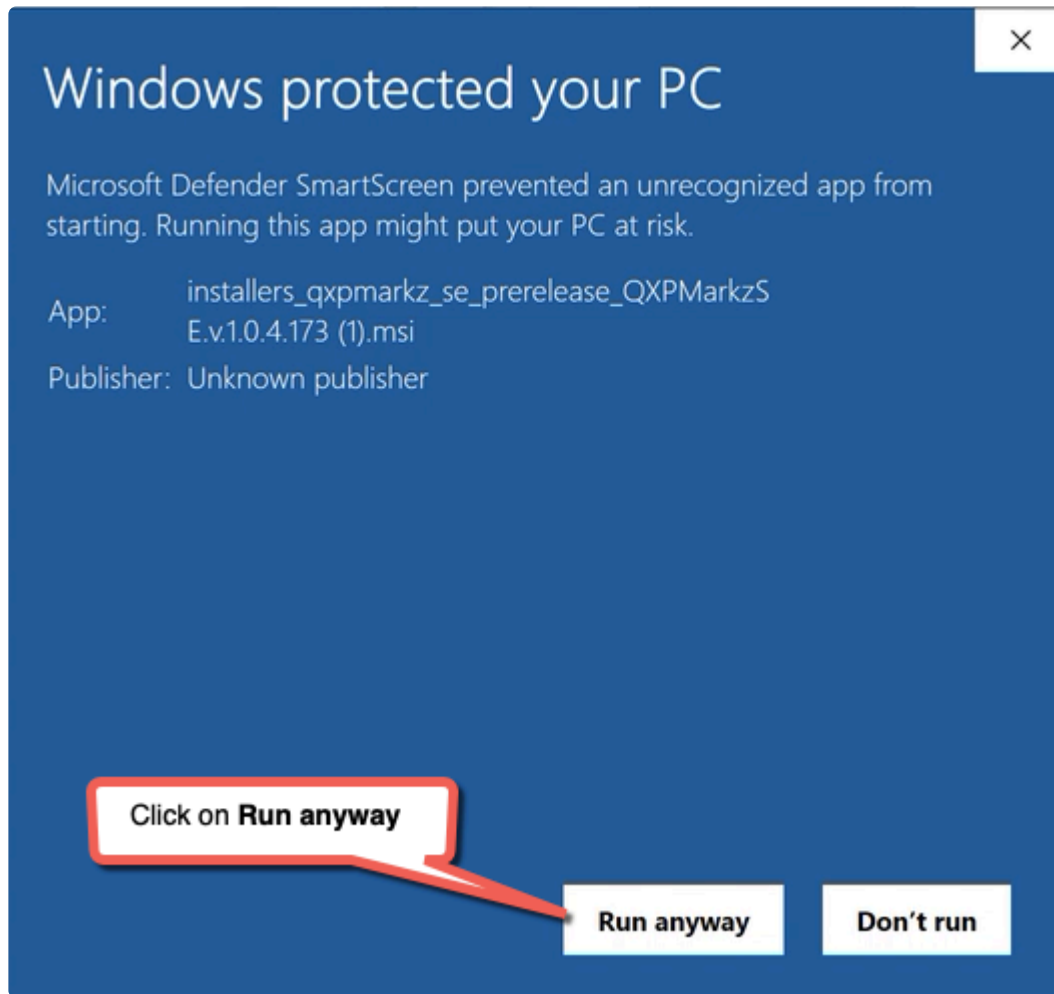 Windows protected your PC
Microsoft Defender SmartScreen prevented an unrecognized app from
starting. Running this app might put your PC at risk.
App: installers_qxpmarkz_se_prerelease_QXPMarkzS
E.v.1.0.4.173 (1).msi
Publisher: Unknown publisher
Click on Run anyway
Run anyway
Don't run